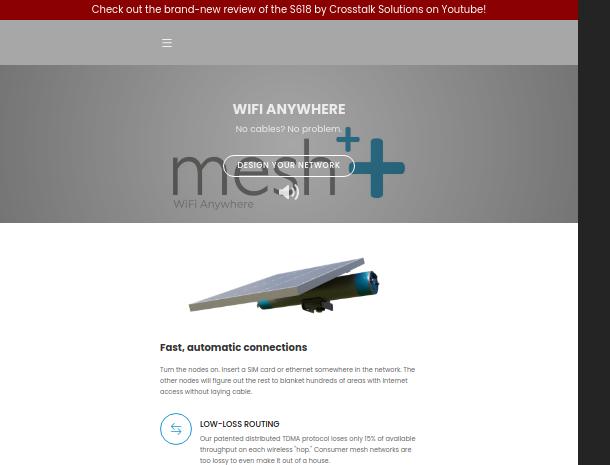 Check out the brand-new review of the S618 by Crosstalk Solutions on Youtube!
WIFI ANYWHERE
No cables? No problem.
mesh++
DESIGN YOUR NETWORK
WiFi Anywhere
Fast, automatic connections
Turn the nodes on. Insert a SIM card or ethernet somewhere in the network. The
other nodes will figure out the rest to blanket hundreds of areas with internet
access without laying cable.
LOW-LOSS ROUTING
Our patented distributed TDMA protocol loses only 15% of available
throughput on each wireless "hop." Consumer mesh networks are
too lossy to even make it out of a house.